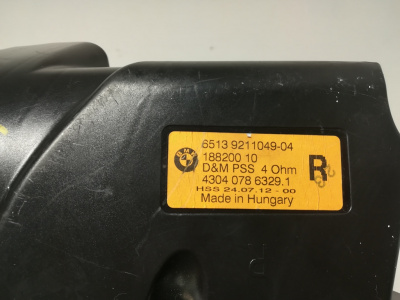 BMW
6513 9211049-04
188200 10
D&M PSS 4 Ohm
4304 078 6329.1
HSS 24.07.12 - 00
Made in Hungary
R